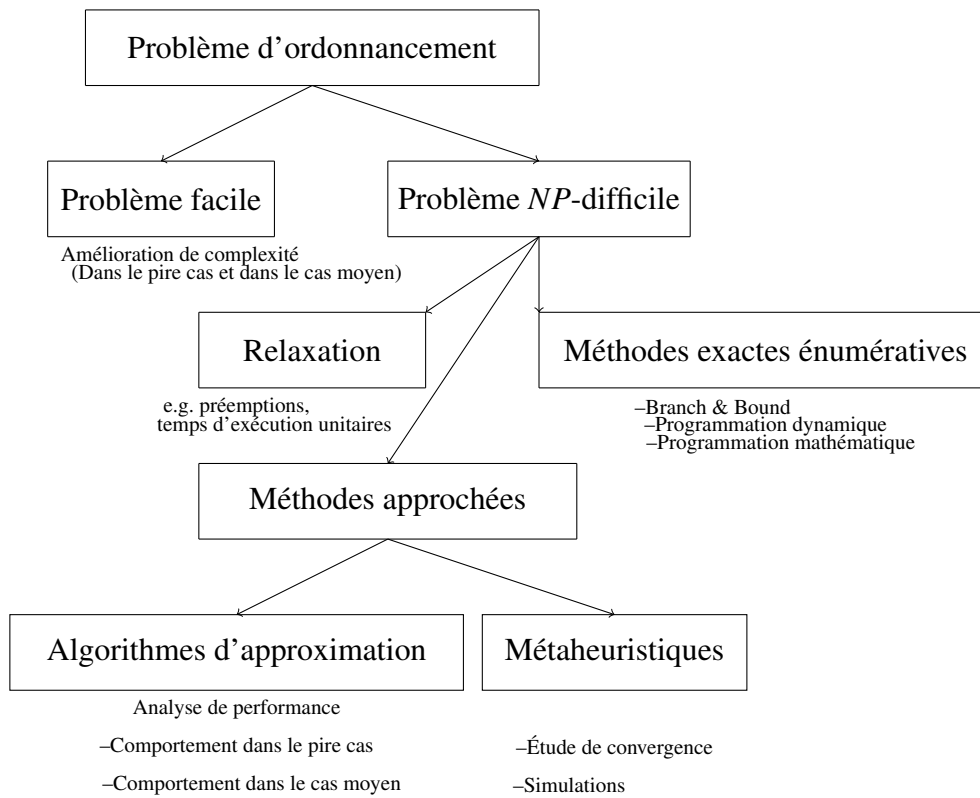 Problème d'ordonnancement
Problème facile
Problème NP-difficile
Amélioration de complexité
(Dans le pire cas et dans le cas moyen)
Relaxation
Méthodes exactes énumératives
e.g. préemptions,
temps d'exécution unitaires
–Branch & Bound
–Programmation dynamique
–Programmation mathématique
Méthodes approchées
Algorithmes d'approximation
Métaheuristiques
Analyse de performance
–Comportement dans le pire cas
–Étude de convergence
–Comportement dans le cas moyen
–Simulations